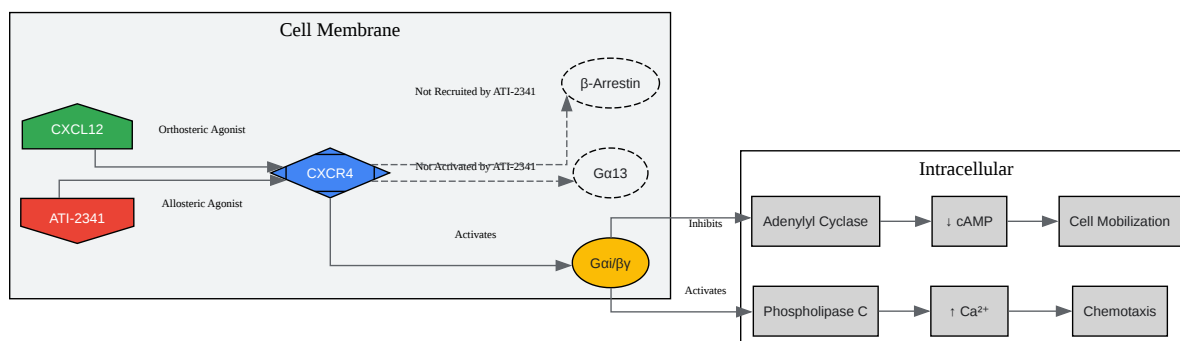 Cell Membrane
β-Arrestin
Not Recruited by ATI-2341
CXCL12
Orthosteric Agonist
Not Activated by ATI-2341
CXCR4
Gα13
Intracellular
Allosteric Agonist
ATI-2341
Activates
Inhibits
Adenylyl Cyclase
↓ cAMP
Cell Mobilization
Gαi/βγ
Activates
Phospholipase C
↑ Ca²⁺
Chemotaxis